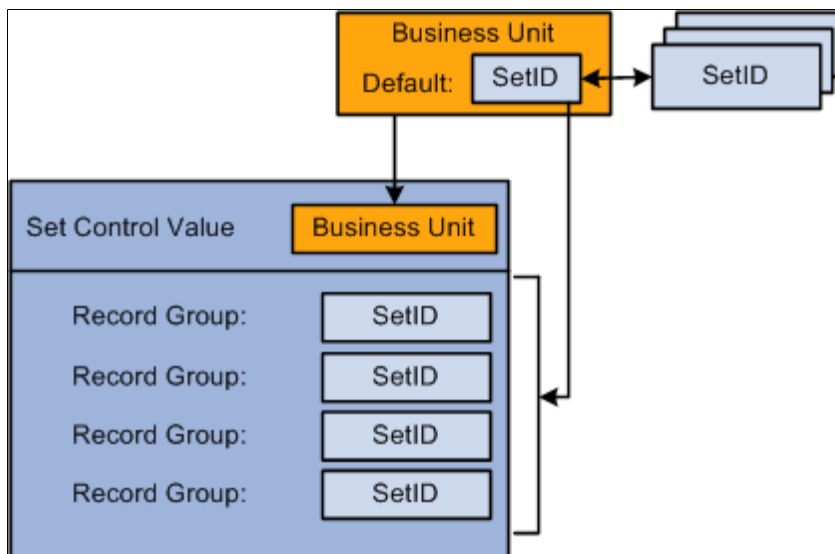 Business Unit
Default: SetID
SetID
Set Control Value Business Unit
Record Group: SetID
Record Group: SetID
Record Group: SetID
Record Group: SetID